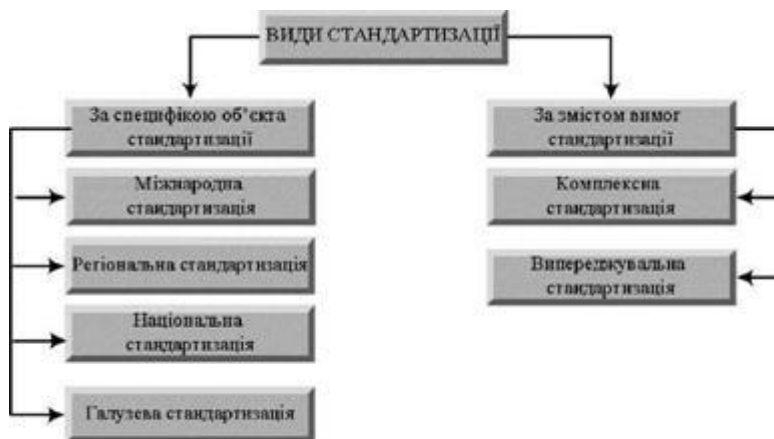 ВИДИ СТАНДАРТИЗАЦІЇ
За специфікою об’єкта
стандартизації
Міжнародна
стандартизація
Регіональна стандартизація
Національна
стандартизація
Галузева стандартизація
За змістом вимог
стандартизації
Комплексна
стандартизація
Випереджувальна
стандартизація